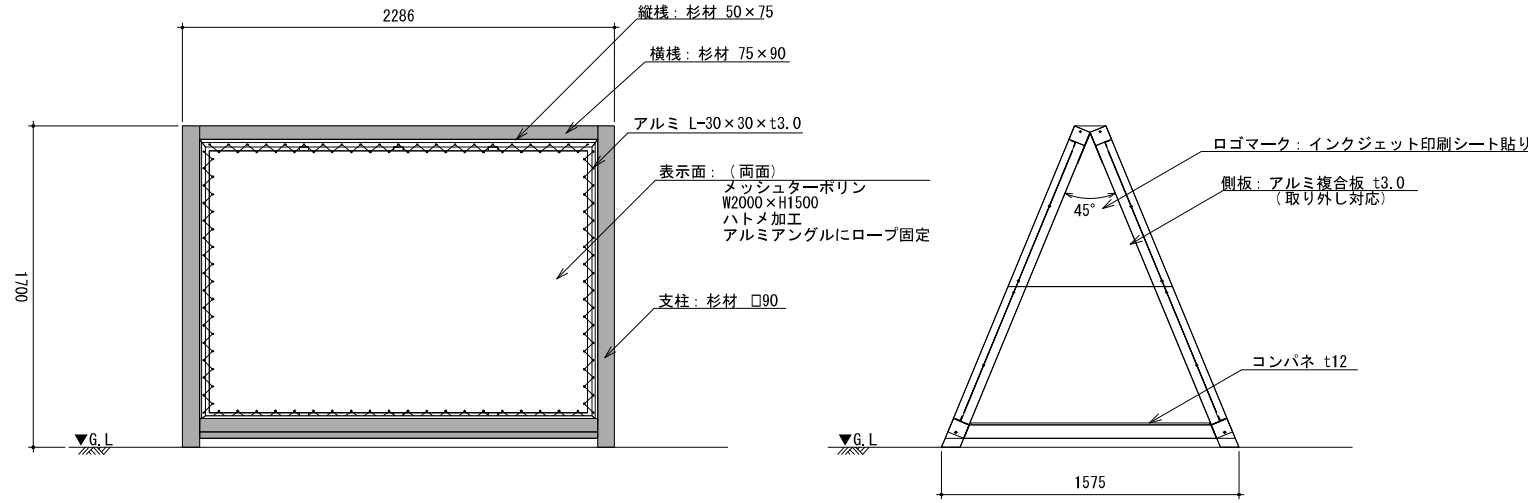 2286
縦桟：杉材 50×75
横桟：杉材 75×90
アルミ L-30×30×t3.0
表示面：（両面）
メッシュターポリン
W2000×H1500
ハトメ加工
アルミアングルにロープ固定
支柱：杉材 □90
1700
▼G.L
ロゴマーク：インクジェット印刷シート貼り
側板：アルミ複合板 t3.0
（取り外し対応）
45°
コンパネ t12
▼G.L
1575